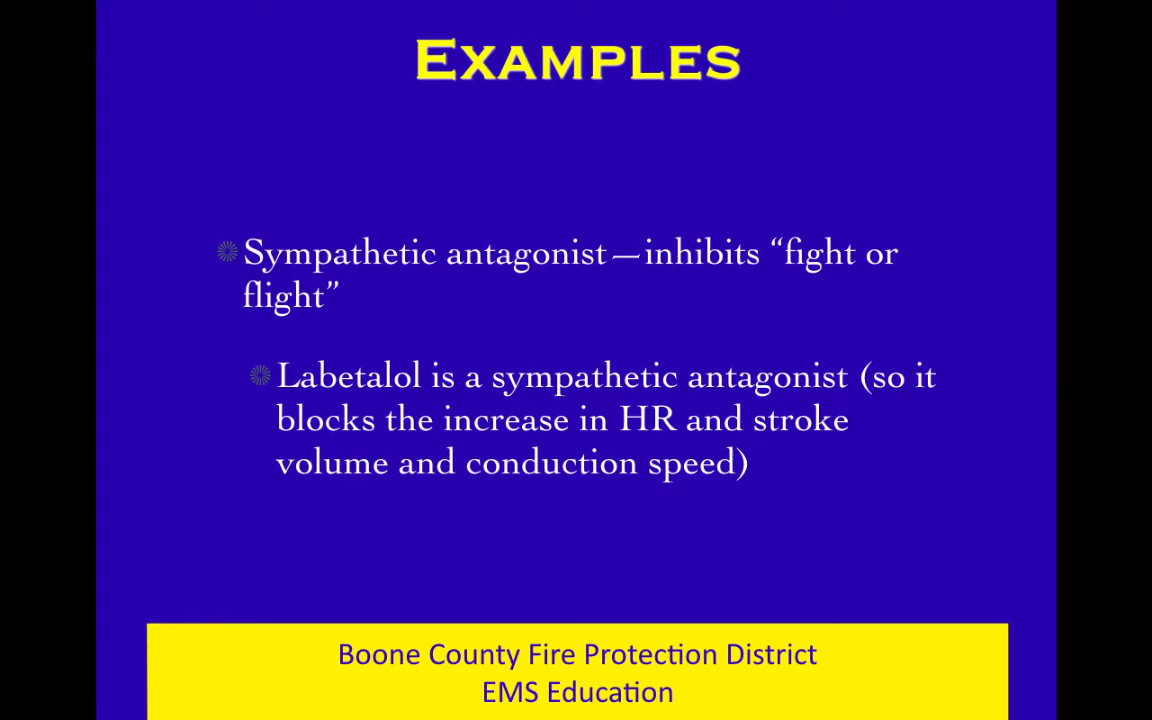 Examples
Sympathetic antagonist—inhibits “fight or
flight”
Labetalol is a sympathetic antagonist (so it
blocks the increase in HR and stroke
volume and conduction speed)
Boone County Fire Protection District
EMS Education